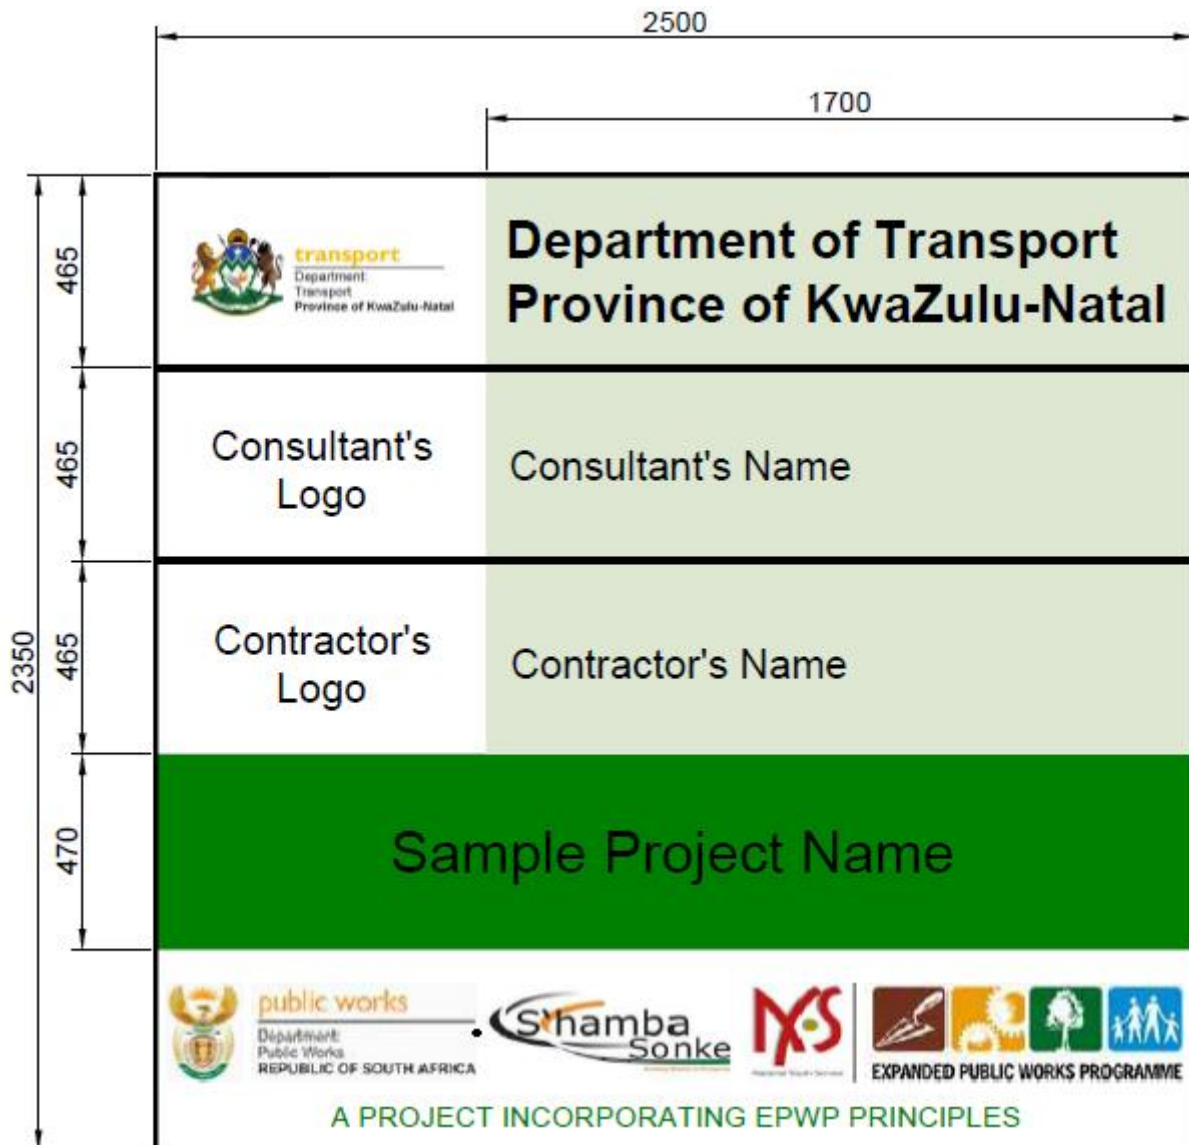 2500
1700
465
transport
Department:
Transport
Province of KwaZulu-Natal
Department of Transport
Province of KwaZulu-Natal
465
Consultant's
Logo
Consultant's Name
2350
465
Contractor's
Logo
Contractor's Name
470
Sample Project Name
public works
Department:
Public Works
REPUBLIC OF SOUTH AFRICA
S'hamba
Sonke
NYS
EXPANDED PUBLIC WORKS PROGRAMME
A PROJECT INCORPORATING EPWP PRINCIPLES